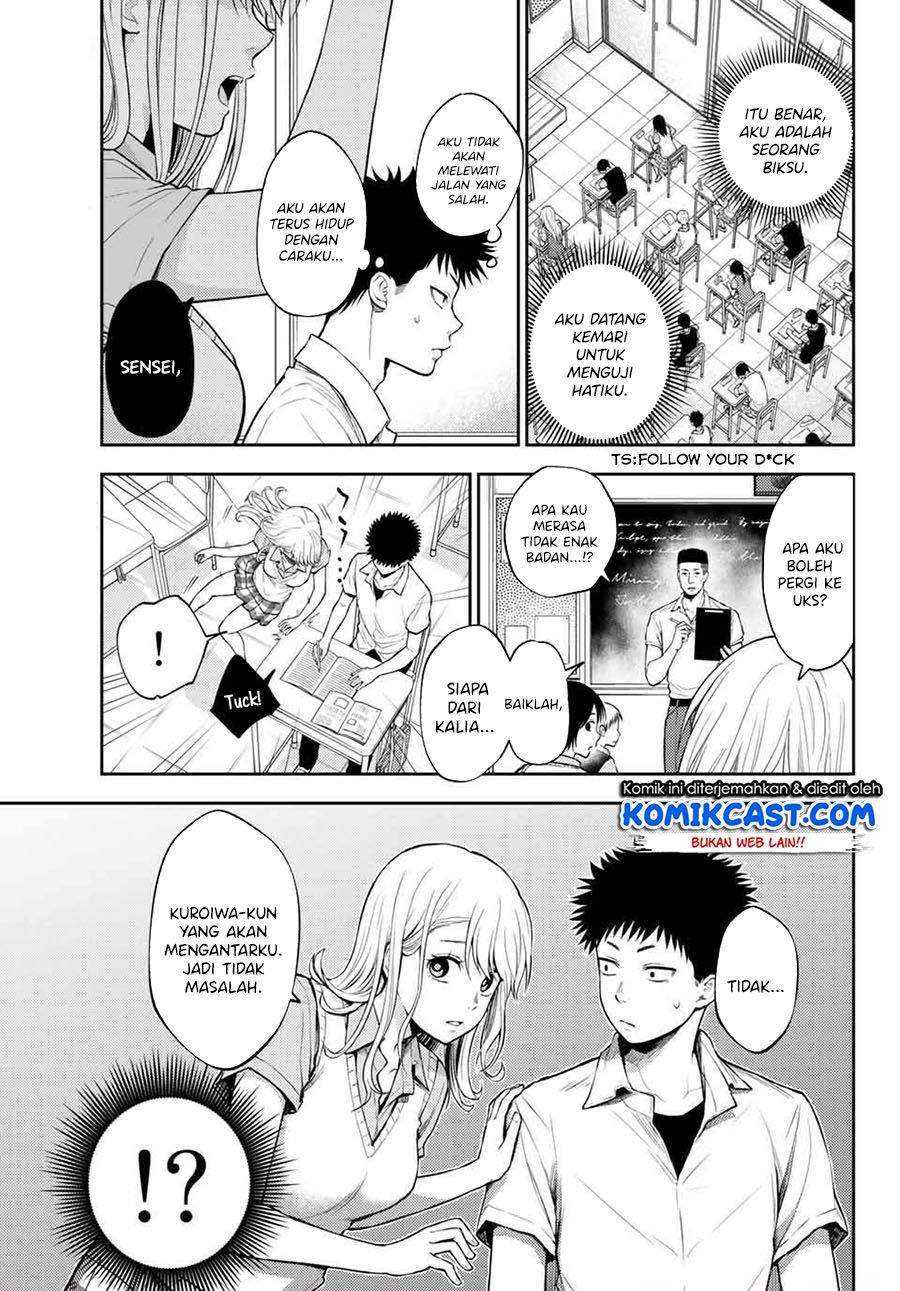 ITU BENAR,
AKU ADALAH
SEORANG
BIKSU.
AKU DATANG
KEMARI
UNTUK
MENGUJI
HATIKU.
TS:FOLLOW YOUR D*CK
AKU TIDAK
AKAN
MELEWATI
JALAN YANG
SALAH.
AKU AKAN
TERUS HIDUP
DENGAN
CARAKU...
SENSEI,
APA AKU
BOLEH
PERGI KE
UKS?
APA KAU
MERASA
TIDAK ENAK
BADAN...!?
BAIKLAH,
SIAPA
DARI
KALIA...
Tuck!
!
Komik ini diterjemahkan & diedit oleh
KOMIKCAST.COM
BUKAN WEB LAIN!!
TIDAK...
KUROIWA-KUN
YANG AKAN
MENGANTARKU.
JADI TIDAK
MASALAH.
!?